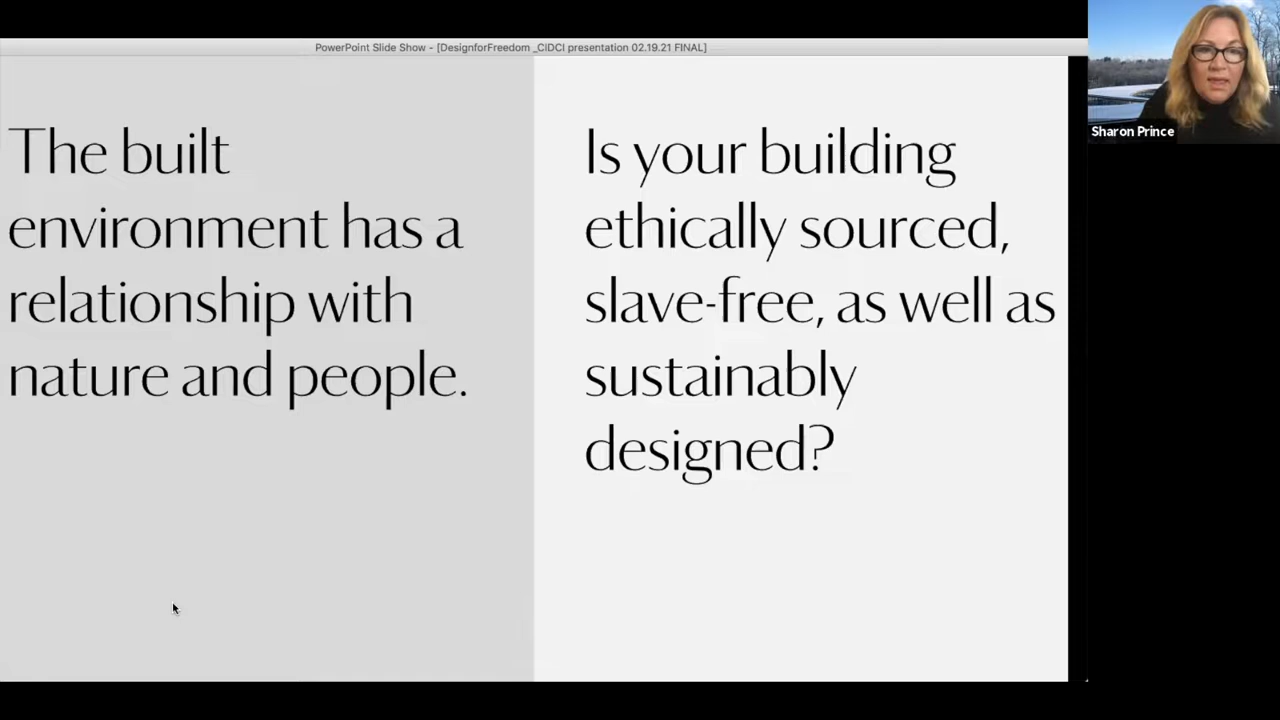 PowerPoint Slide Show - [DesignforFreedom _CIDCI presentation 02.19.21 FINAL]
The built
environment has a
relationship with
nature and people.
Is your building
ethically sourced,
slave-free, as well as
sustainably
designed?
Sharon Prince